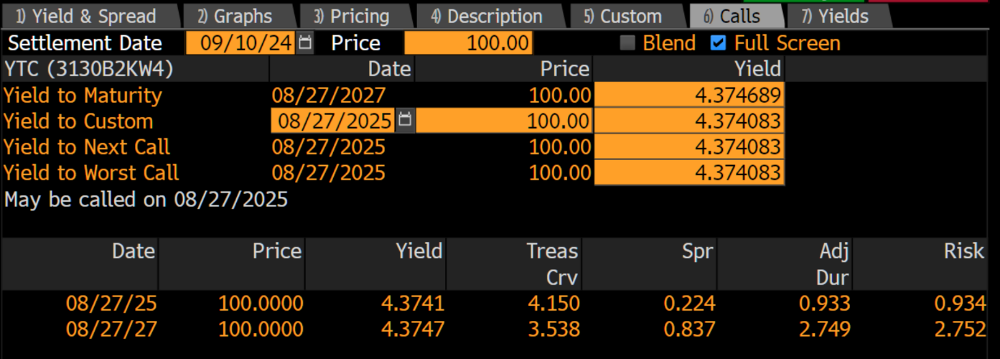 1) Yield & Spread 2) Graphs 3) Pricing 4) Description 5) Custom 6) Calls 7) Yields
Settlement Date 09/10/24 Price 100.00 Blend Full Screen
YTC (3130B2KW4) Date Price Yield
Yield to Maturity 08/27/2027 100.00 4.374689
Yield to Custom 08/27/2025 100.00 4.374083
Yield to Next Call 08/27/2025 100.00 4.374083
Yield to Worst Call 08/27/2025 100.00 4.374083
May be called on 08/27/2025
Date Price Yield Treas Spr Adj Risk
Crv Dur
08/27/25 100.0000 4.3741 4.150 0.224 0.933 0.934
08/27/27 100.0000 4.3747 3.538 0.837 2.749 2.752